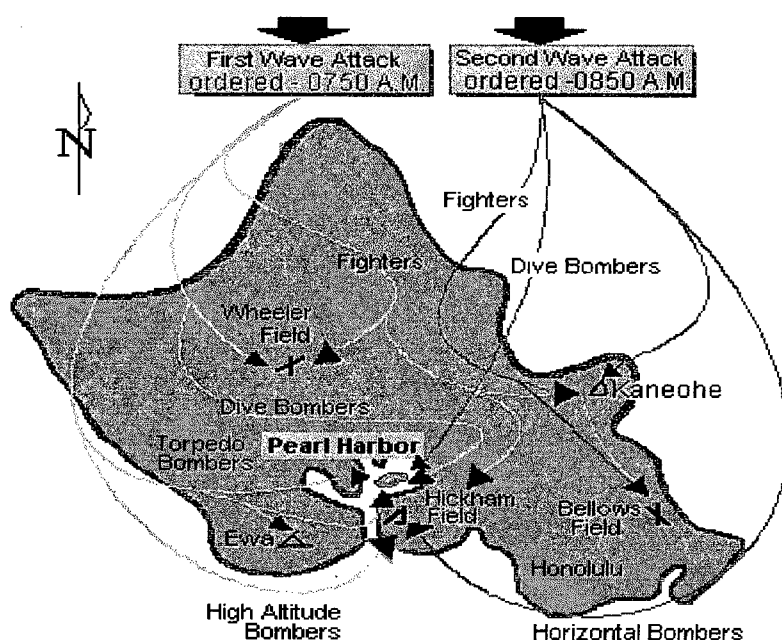 First Wave Attack
ordered - 0750 A.M.
Second Wave Attack
ordered -0850 A.M
N
Fighters
Fighters
Dive Bombers
Wheeler
Field
Kaneohe
Dive Bombers
Torpedo
Bombers
Pearl Harbor
Hickham
Field
Bellows
Field
Ewa
Honolulu
High Altitude
Bombers
Horizontal Bombers